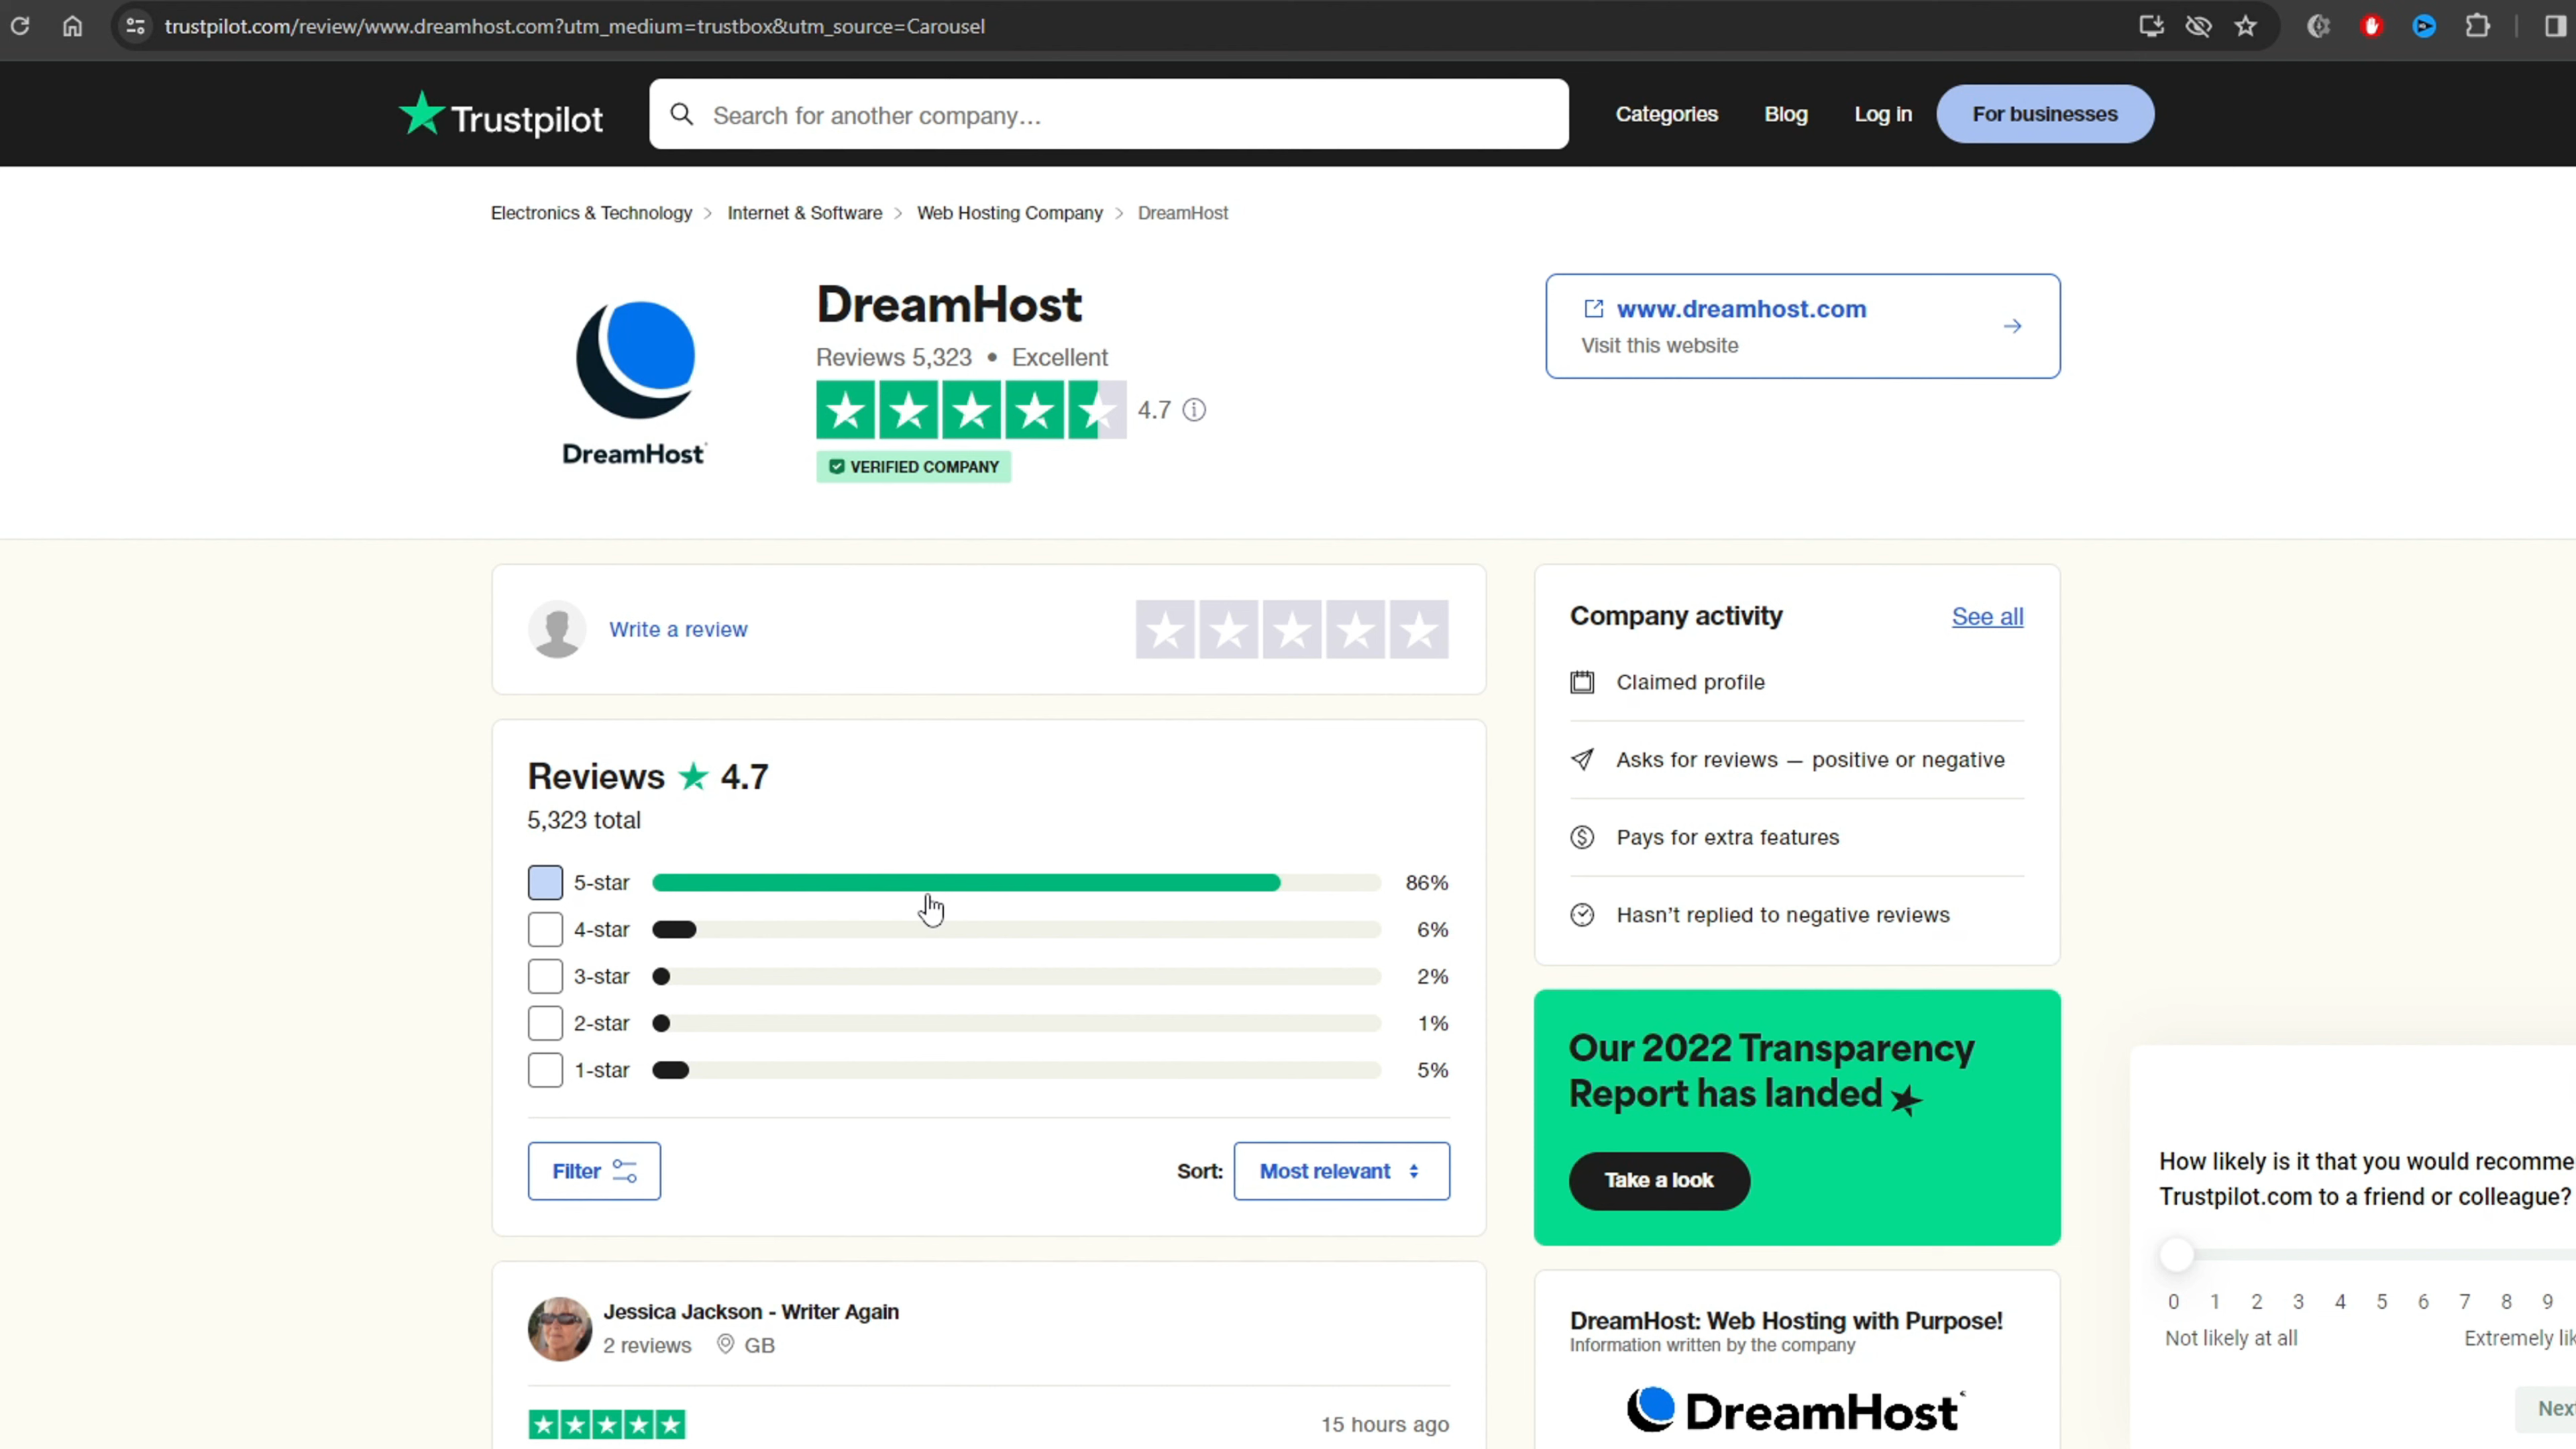 trustpilot.com/review/www.dreamhost.com?utm_medium=trustbox&utm_source=Carousel
Trustpilot
Search for another company…
Categories
Blog
Log in
For businesses
Electronics & Technology > Internet & Software > Web Hosting Company > DreamHost
DreamHost
DreamHost
Reviews 5,323 • Excellent
4.7
VERIFIED COMPANY
www.dreamhost.com
Visit this website
Write a review
Reviews ★ 4.7
5,323 total
5-star 86%
4-star 6%
3-star 2%
2-star 1%
1-star 5%
Filter
Sort: Most relevant
Jessica Jackson - Writer Again
2 reviews GB
15 hours ago
Company activity
See all
Claimed profile
Asks for reviews — positive or negative
Pays for extra features
Hasn't replied to negative reviews
Our 2022 Transparency
Report has landed
Take a look
DreamHost: Web Hosting with Purpose!
Information written by the company
DreamHost
How likely is it that you would recomme
Trustpilot.com to a friend or colleague?
0 1 2 3 4 5 6 7 8 9
Not likely at all
Extremely lik
Nex